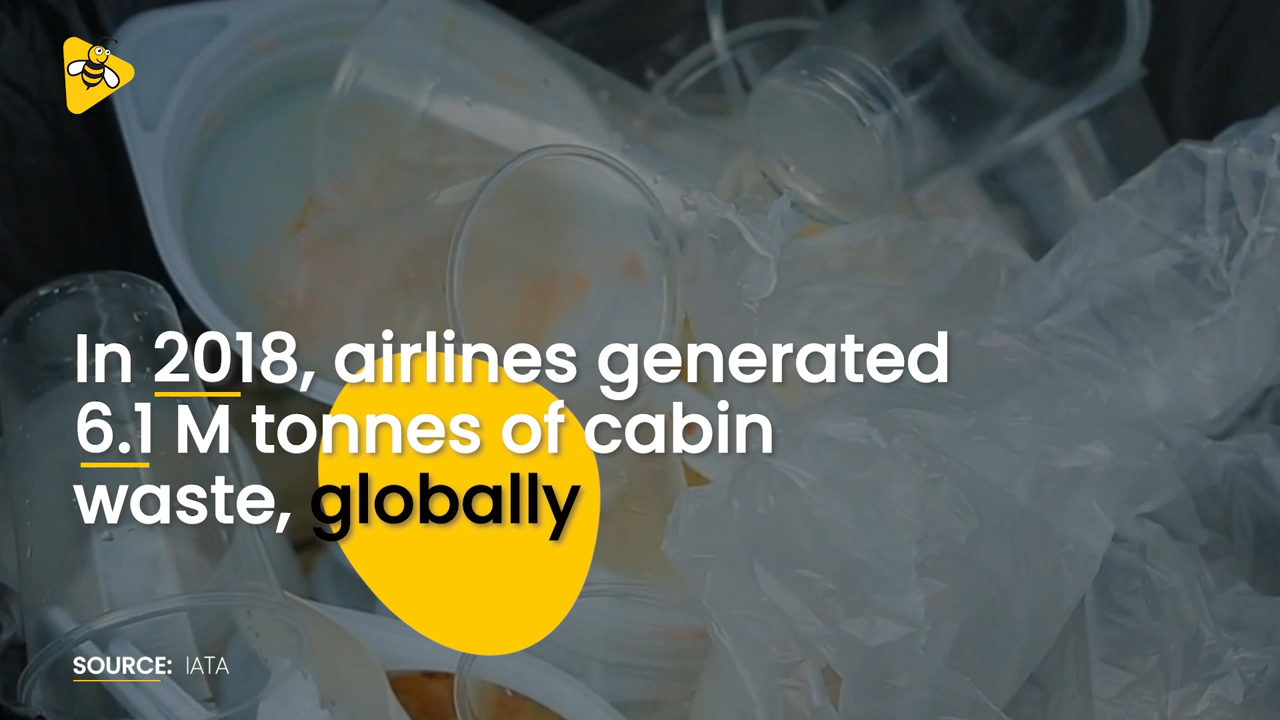 In 2018, airlines generated
6.1 M tonnes of cabin
waste, globally
SOURCE: IATA